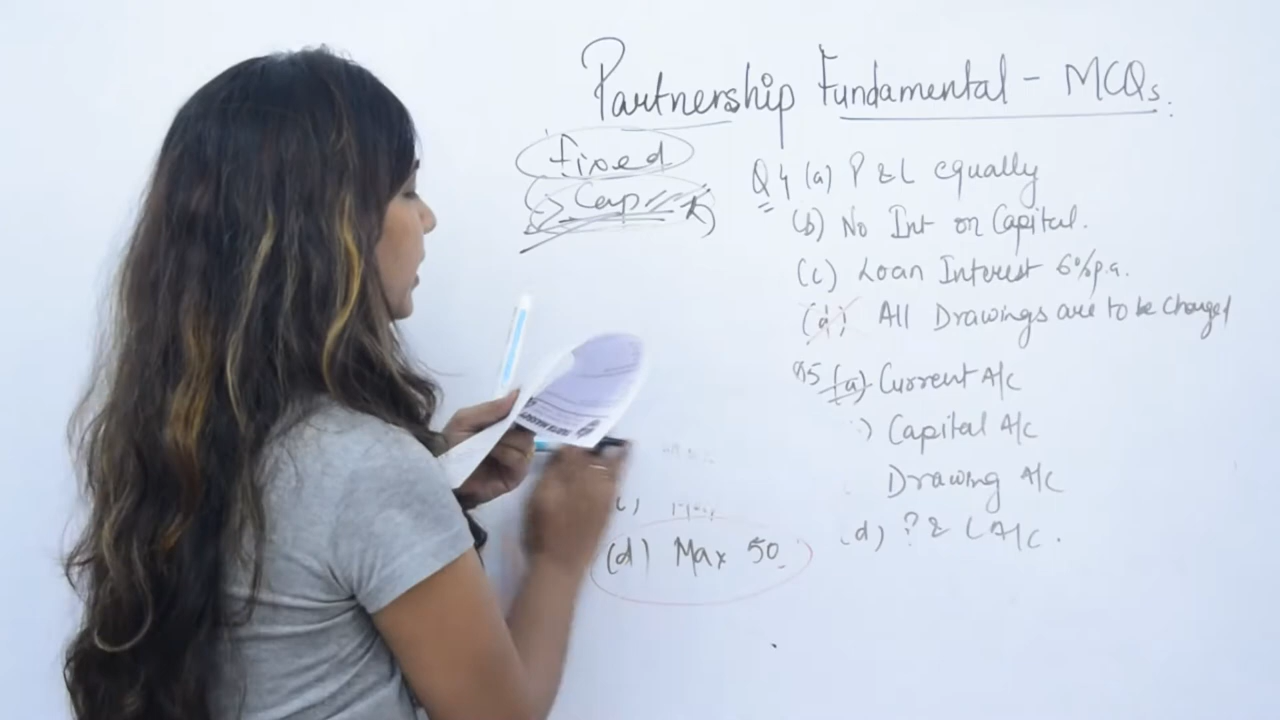 Partnership Fundamental - MCQs.
fixed
Cap
Q4 (a) P & L equally
(b) No Int on Capital.
(c) Loan Interest 6% p.a.
(d) All Drawings are to be charged
Q5 (a) Current A/c
) Capital A/c
Drawing A/c
(d) ? & L A/c.
(d) Max 50